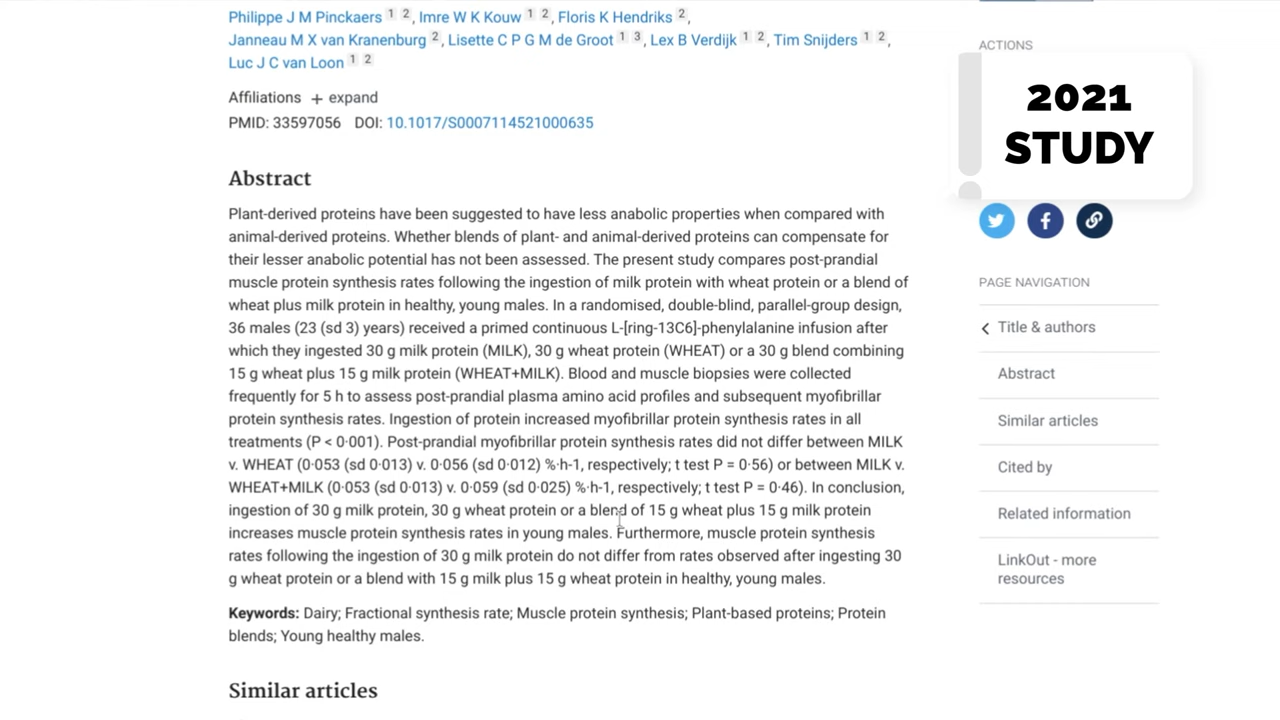 Philippe J M Pinckaers 1 2, Imre W K Kouw 1 2, Floris K Hendriks 2,
Janneau M X van Kranenburg 2, Lisette C P G M de Groot 1 3, Lex B Verdijk 1 2, Tim Snijders 1 2,
Luc J C van Loon 1 2
Affiliations + expand
PMID: 33597056 DOI: 10.1017/S0007114521000635
Abstract
Plant-derived proteins have been suggested to have less anabolic properties when compared with
animal-derived proteins. Whether blends of plant- and animal-derived proteins can compensate for
their lesser anabolic potential has not been assessed. The present study compares post-prandial
muscle protein synthesis rates following the ingestion of milk protein with wheat protein or a blend of
wheat plus milk protein in healthy, young males. In a randomised, double-blind, parallel-group design,
36 males (23 (sd 3) years) received a primed continuous L-[ring-13C6]-phenylalanine infusion after
which they ingested 30 g milk protein (MILK), 30 g wheat protein (WHEAT) or a 30 g blend combining
15 g wheat plus 15 g milk protein (WHEAT+MILK). Blood and muscle biopsies were collected
frequently for 5 h to assess post-prandial plasma amino acid profiles and subsequent myofibrillar
protein synthesis rates. Ingestion of protein increased myofibrillar protein synthesis rates in all
treatments (P < 0·001). Post-prandial myofibrillar protein synthesis rates did not differ between MILK
v. WHEAT (0·053 (sd 0·013) v. 0·056 (sd 0·012) %·h-1, respectively; t test P = 0·56) or between MILK v.
WHEAT+MILK (0·053 (sd 0·013) v. 0·059 (sd 0·025) %·h-1, respectively; t test P = 0·46). In conclusion,
ingestion of 30 g milk protein, 30 g wheat protein or a blend of 15 g wheat plus 15 g milk protein
increases muscle protein synthesis rates in young males. Furthermore, muscle protein synthesis
rates following the ingestion of 30 g milk protein do not differ from rates observed after ingesting 30
g wheat protein or a blend with 15 g milk plus 15 g wheat protein in healthy, young males.
Keywords: Dairy; Fractional synthesis rate; Muscle protein synthesis; Plant-based proteins; Protein
blends; Young healthy males.
Similar articles
ACTIONS
2021
STUDY
PAGE NAVIGATION
Title & authors
Abstract
Similar articles
Cited by
Related information
LinkOut - more
resources